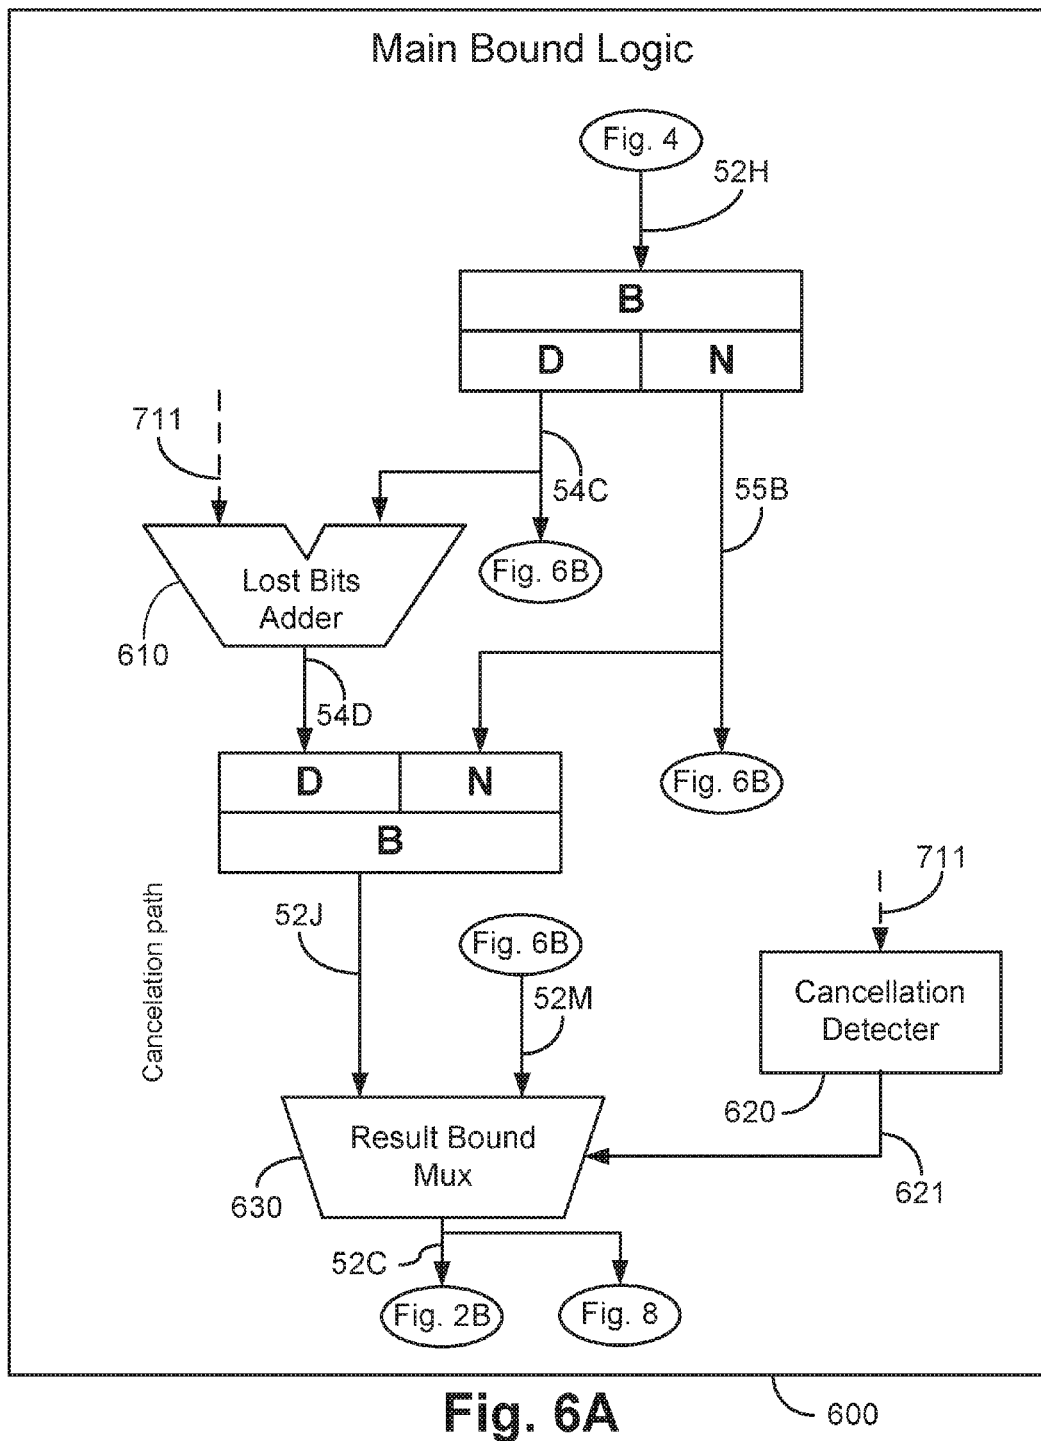 Main Bound Logic
Fig. 4
52H
B
D N
711
54C
55B
Fig. 6B
Lost Bits
Adder
610
54D
D N
Fig. 6B
B
711
Cancelation path
52J
Fig. 6B
52M
Cancellation
Detecter
620
Result Bound
Mux
630
621
52C
Fig. 2B
Fig. 8
600
Fig. 6A